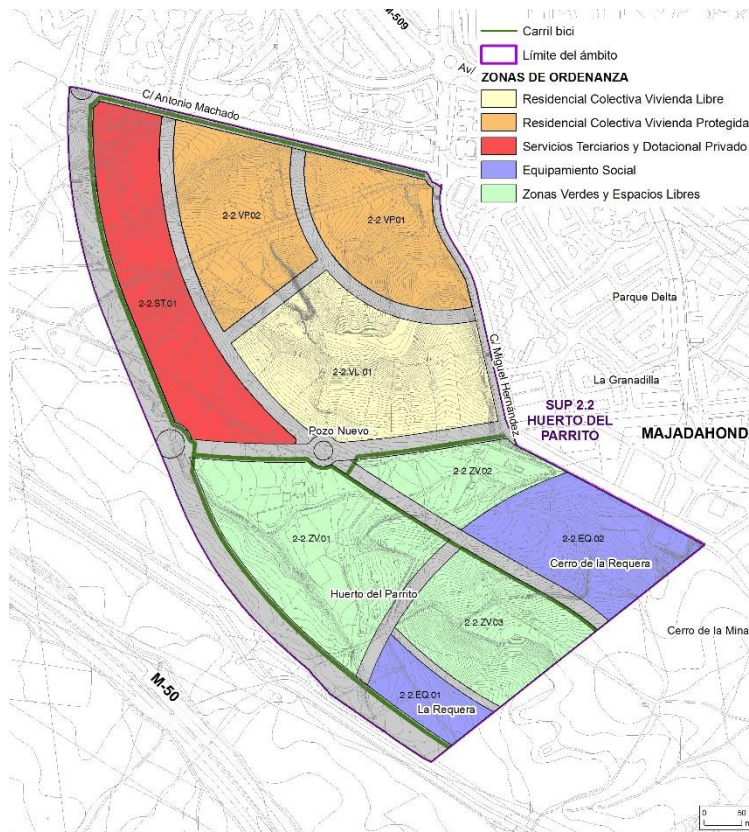 M-509
Av/
Carril bici
Límite del ámbito
ZONAS DE ORDENANZA
Residencial Colectiva Vivienda Libre
Residencial Colectiva Vivienda Protegida
Servicios Terciarios y Dotacional Privado
Equipamiento Social
Zonas Verdes y Espacios Libres
C/ Antonio Machado
2-2.VP.02
2-2.VP.01
2-2.ST.01
Parque Delta
2-2.VL.01
La Granadilla
C/ Miguel Hernández
SUP 2.2
HUERTO DEL
PARRITO
MAJADAHOND
Pozo Nuevo
2-2.ZV.02
2-2.ZV.01
2-2.EQ.02
Cerro de la Requera
Huerto del Parrito
2-2.ZV.03
Cerro de la Mina
M-50
2-2.EQ.01
La Requera
0 50
m